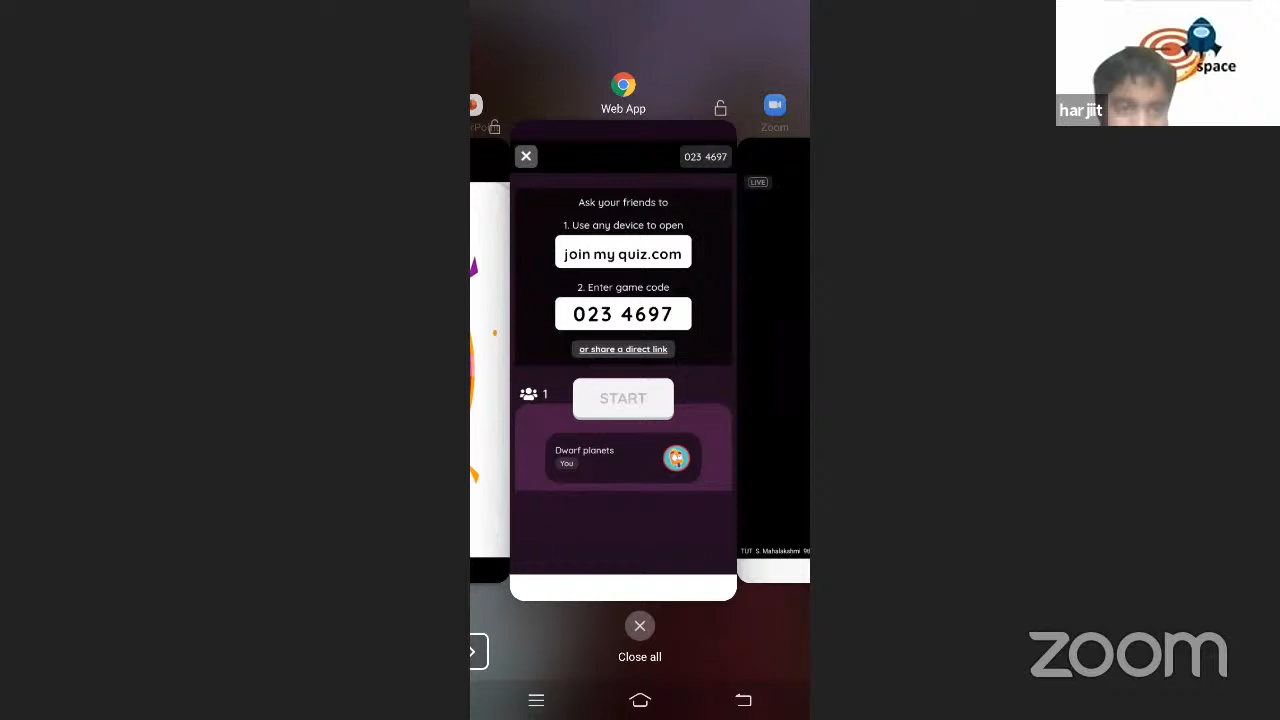 space
harjiit
Web App
Zoom
023 4697
LIVE
Ask your friends to
1. Use any device to open
join my quiz.com
2. Enter game code
023 4697
or share a direct link
1
START
Dwarf planets
You
TUT S. Mahalakshmi
Close all
zoom